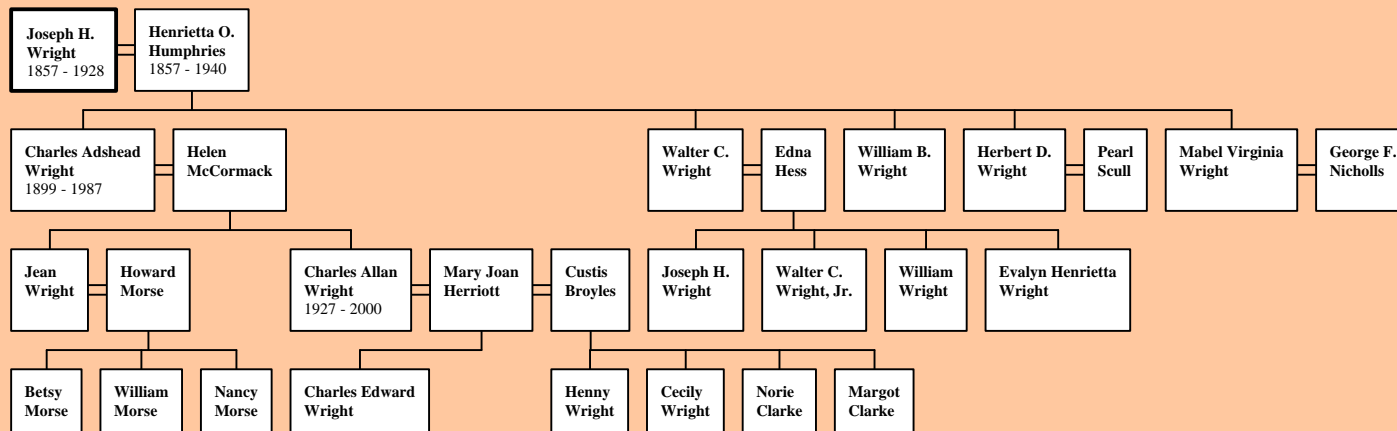 Joseph H.
Wright
1857 - 1928
Henrietta O.
Humphries
1857 - 1940
Charles Adshead
Wright
1899 - 1987
Helen
McCormack
Walter C.
Wright
Edna
Hess
William B.
Wright
Herbert D.
Wright
Pearl
Scull
Mabel Virginia
Wright
George F.
Nicholls
Jean
Wright
Howard
Morse
Charles Allan
Wright
1927 - 2000
Mary Joan
Herriott
Custis
Broyles
Joseph H.
Wright
Walter C.
Wright, Jr.
William
Wright
Evalyn Henrietta
Wright
Betsy
Morse
William
Morse
Nancy
Morse
Charles Edward
Wright
Henny
Wright
Cecily
Wright
Norie
Clarke
Margot
Clarke